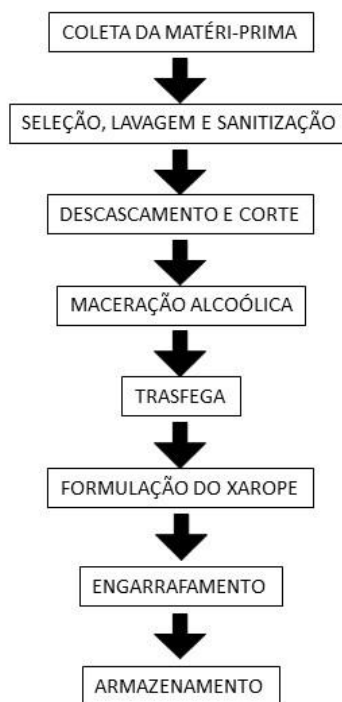 COLETA DA MATÉRI-PRIMA
SELEÇÃO, LAVAGEM E SANITIZAÇÃO
DESCASCAMENTO E CORTE
MACERAÇÃO ALCOÓLICA
TRASFEGA
FORMULAÇÃO DO XAROPE
ENGARRAFAMENTO
ARMAZENAMENTO